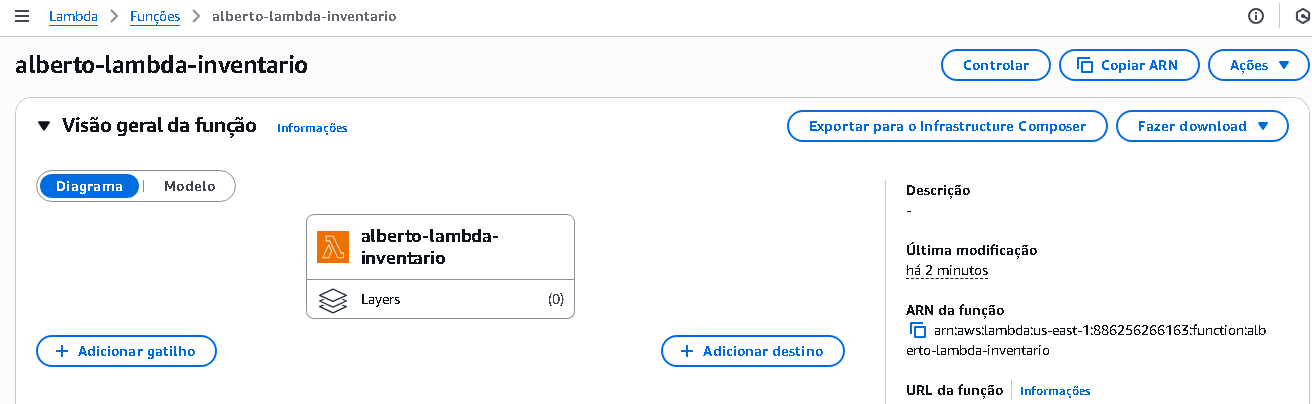 Lambda > Funções > alberto-lambda-inventario
alberto-lambda-inventario
Controlar
Copiar ARN
Ações
Visão geral da função
Informações
Exportar para o Infrastructure Composer
Fazer download
Diagrama
Modelo
alberto-lambda-
inventario
Layers
(0)
Adicionar gatilho
Adicionar destino
Descrição
-
Última modificação
há 2 minutos
ARN da função
arn:aws:lambda:us-east-1:886256266163:function:alb
erto-lambda-inventario
URL da função
Informações